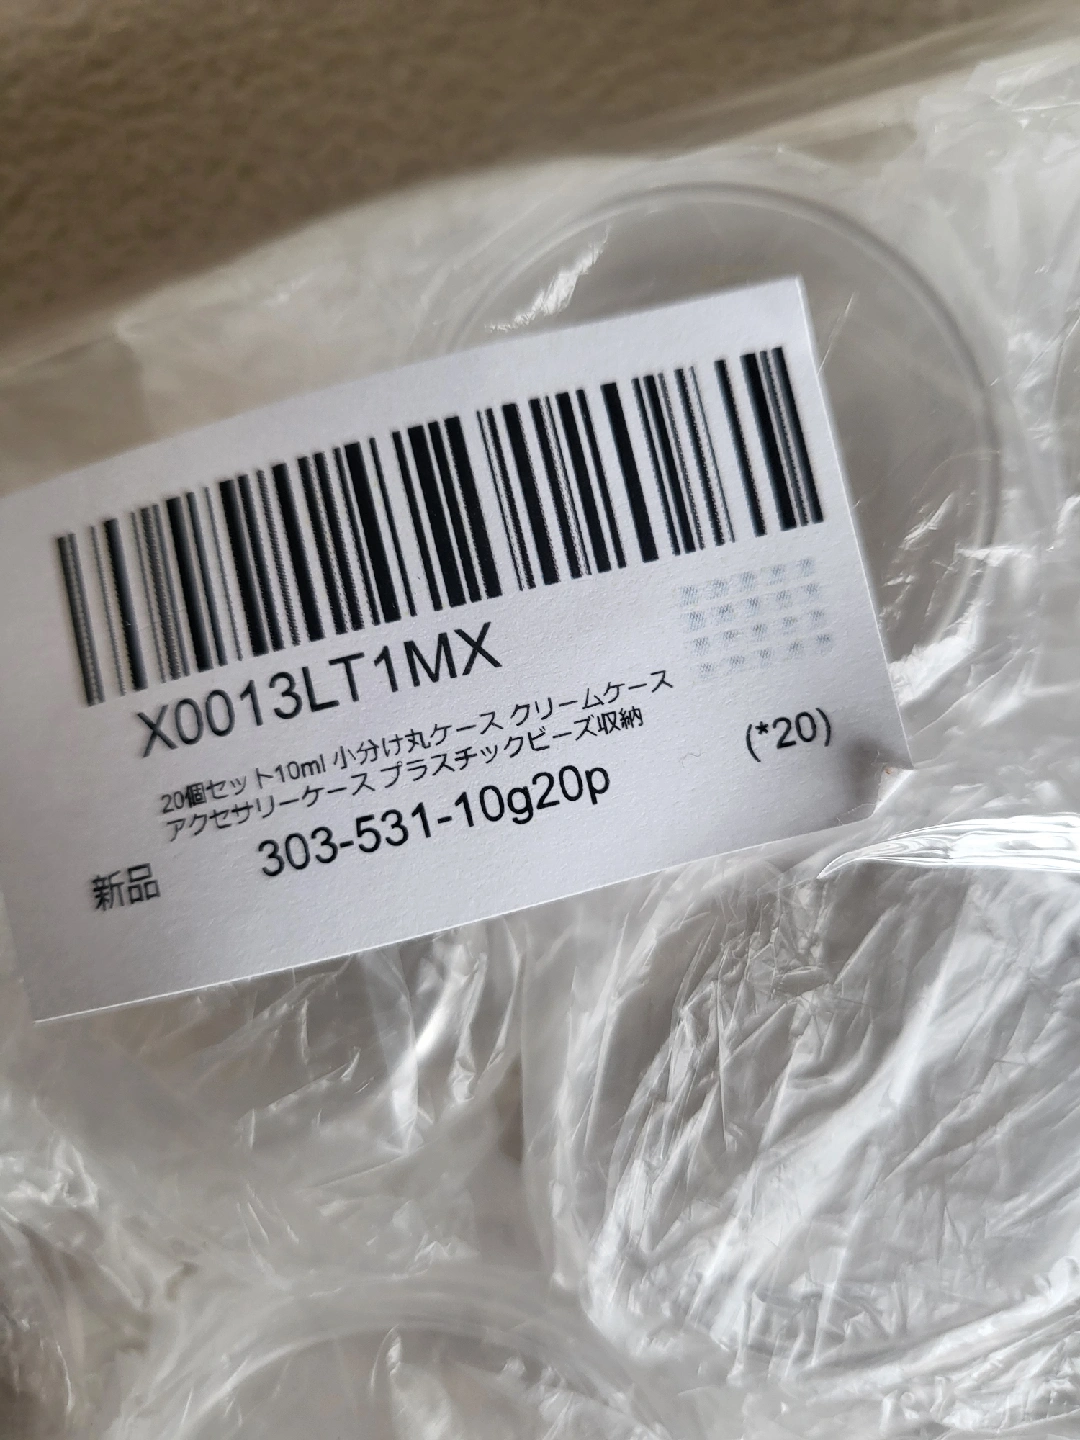 X0013LT1MX
20個セット10ml 小分け丸ケース クリームケース
アクセサリーケース プラスチックビーズ収納
303-531-10g20p
(*20)
新品